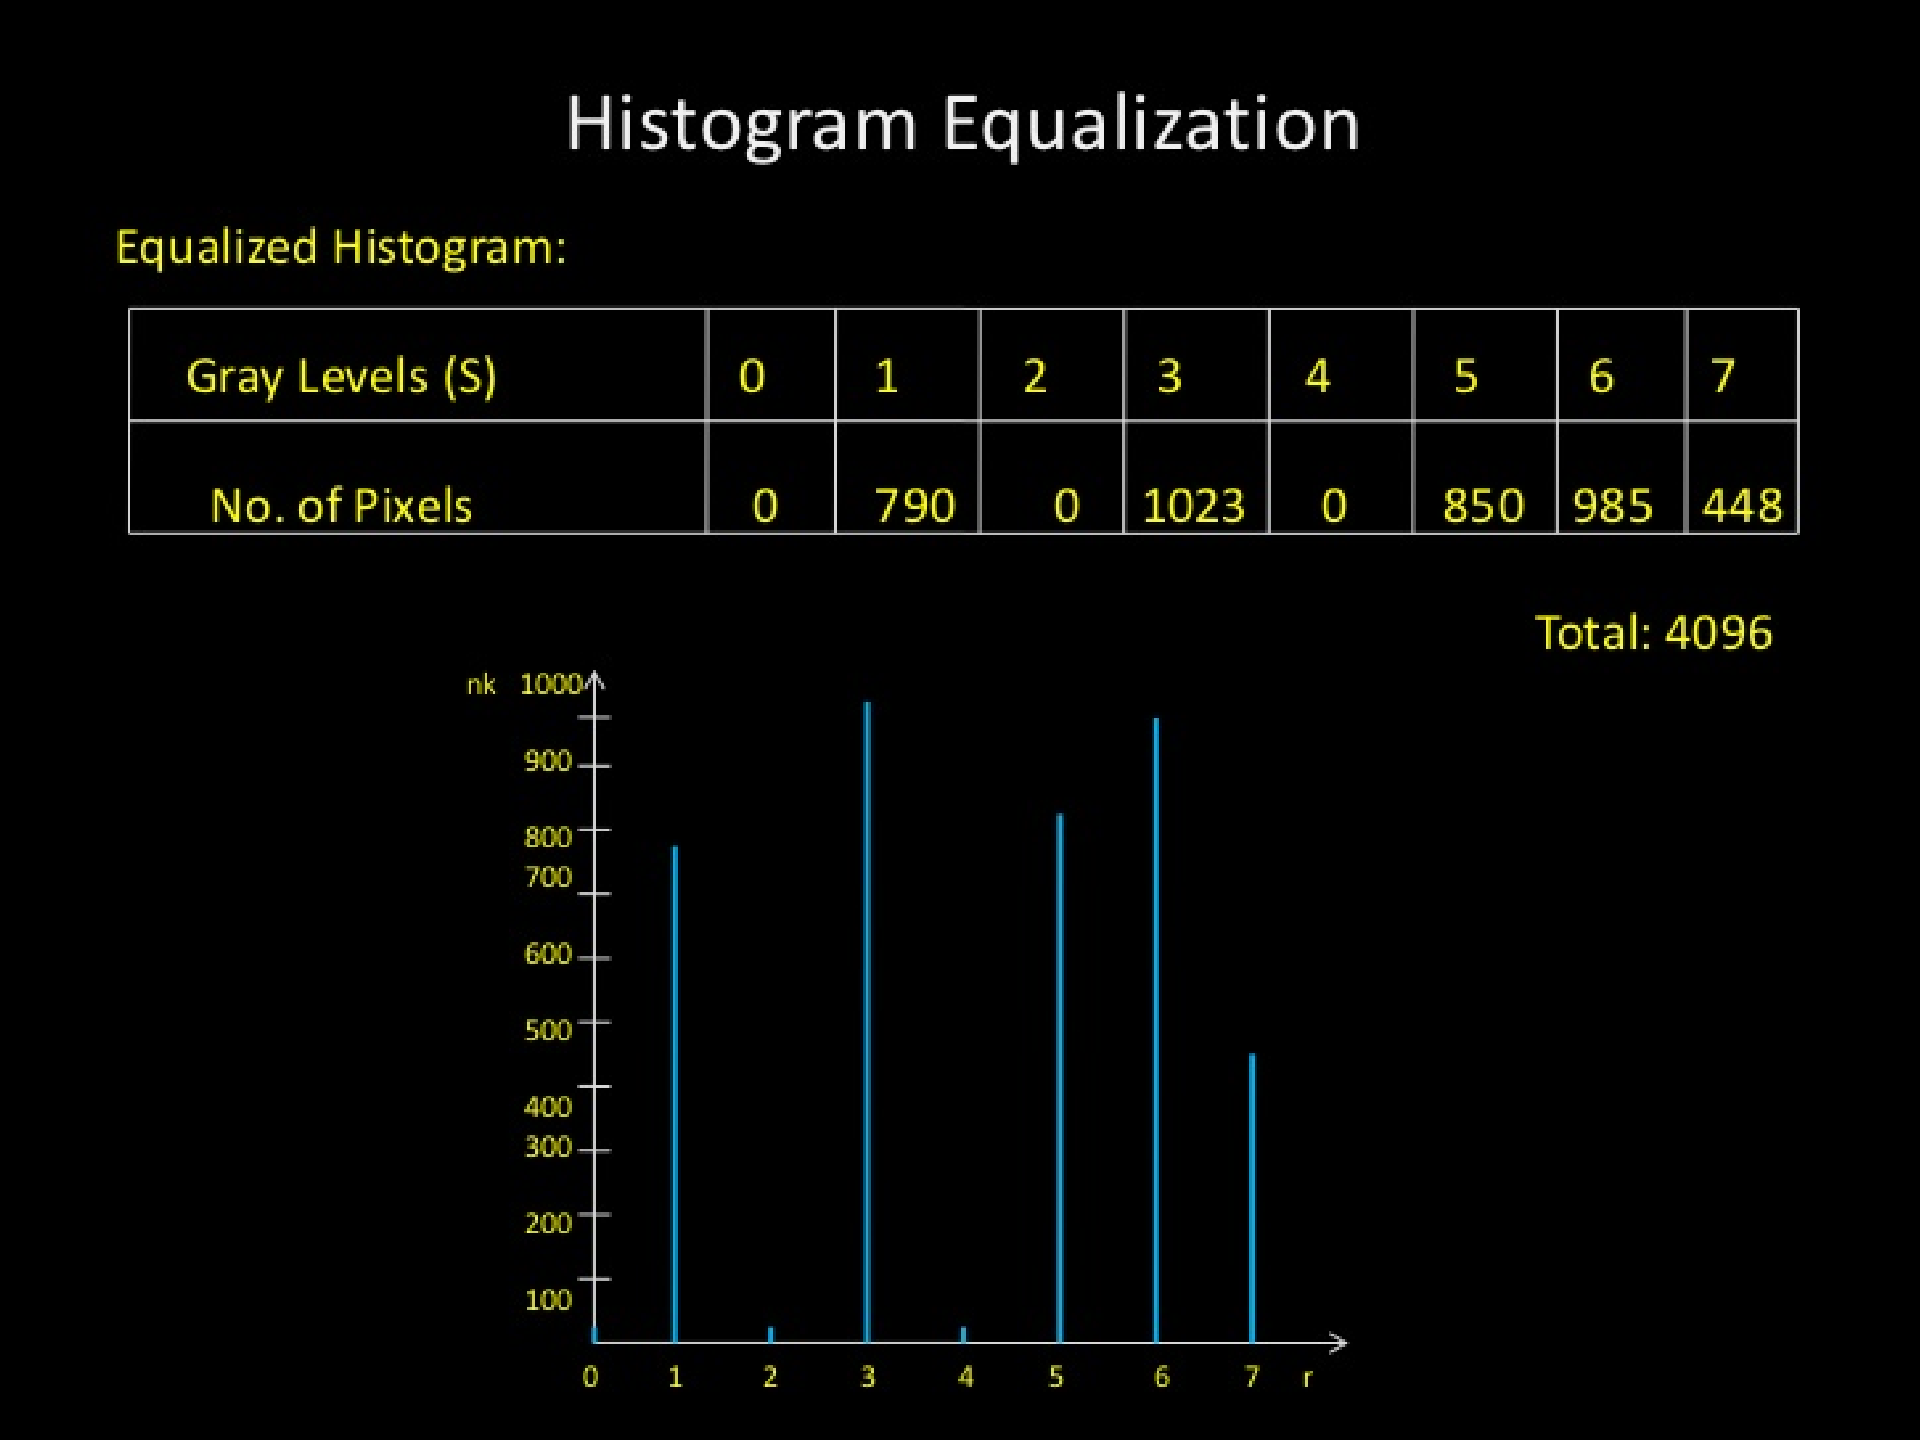 Histogram Equalization
Equalized Histogram:
Gray Levels (S) 0 1 2 3 4 5 6 7
No. of Pixels 0 790 0 1023 0 850 985 448
Total: 4096
nk 1000
900
800
700
600
500
400
300
200
100
0 1 2 3 4 5 6 7 r